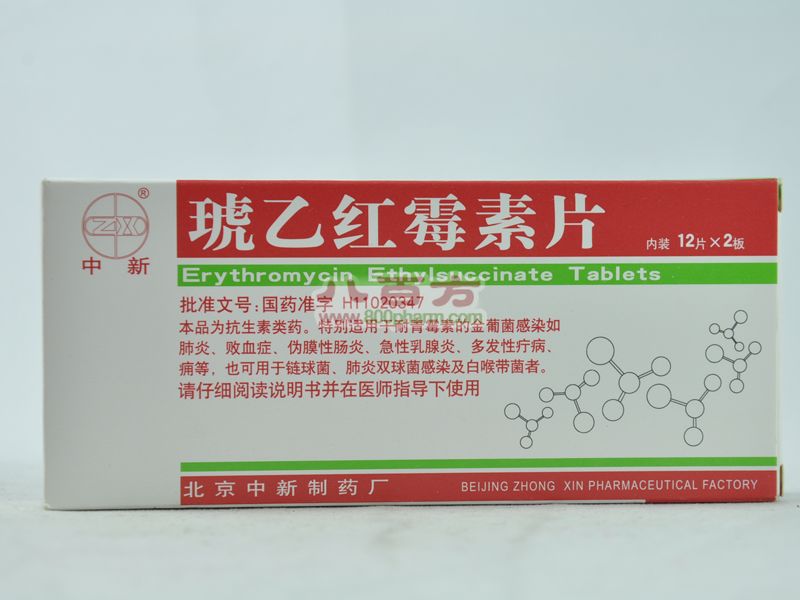 ZX
®
中新
琥乙红霉素片
内装 12片×2板
Erythromycin Ethylsuccinate Tablets
八百方
www.800pharm.com
批准文号:国药准字 H11020347
本品为抗生素类药。特别适用于耐青霉素的金葡菌感染如
肺炎、败血症、伪膜性肠炎、急性乳腺炎、多发性疖病、
痈等，也可用于链球菌、肺炎双球菌感染及白喉带菌者。
请仔细阅读说明书并在医师指导下使用
北京中新制药厂
BEIJING ZHONG XIN PHARMACEUTICAL FACTORY